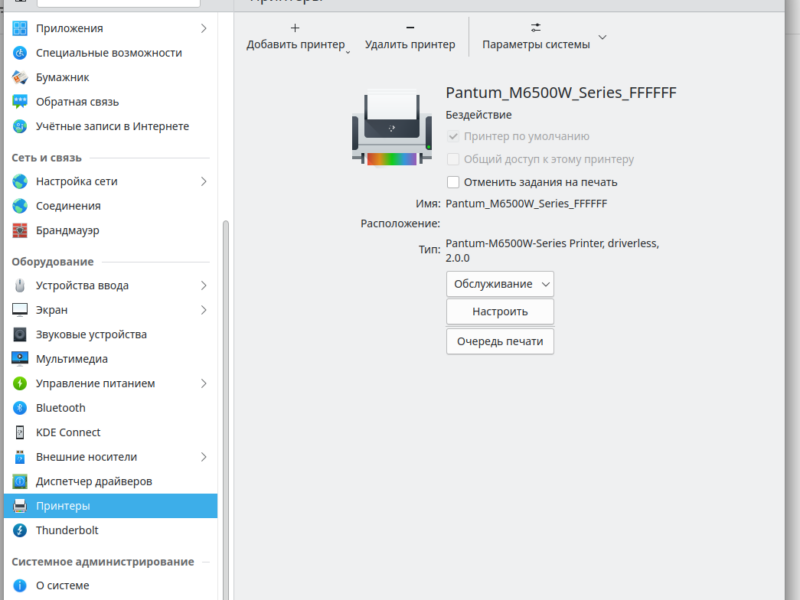 Принтеры
Приложения
Специальные возможности
Бумажник
Обратная связь
Учётные записи в Интернете
Сеть и связь
Настройка сети
Соединения
Брандмауэр
Оборудование
Устройства ввода
Экран
Звуковые устройства
Мультимедиа
Управление питанием
Bluetooth
KDE Connect
Внешние носители
Диспетчер драйверов
Принтеры
Thunderbolt
Системное администрирование
О системе
Добавить принтер
Удалить принтер
Параметры системы
Pantum_M6500W_Series_FFFFFF
Бездействие
Принтер по умолчанию
Общий доступ к этому принтеру
Отменить задания на печать
Имя: Pantum_M6500W_Series_FFFFFF
Расположение:
Тип: Pantum-M6500W-Series Printer, driverless,
2.0.0
Обслуживание
Настроить
Очередь печати